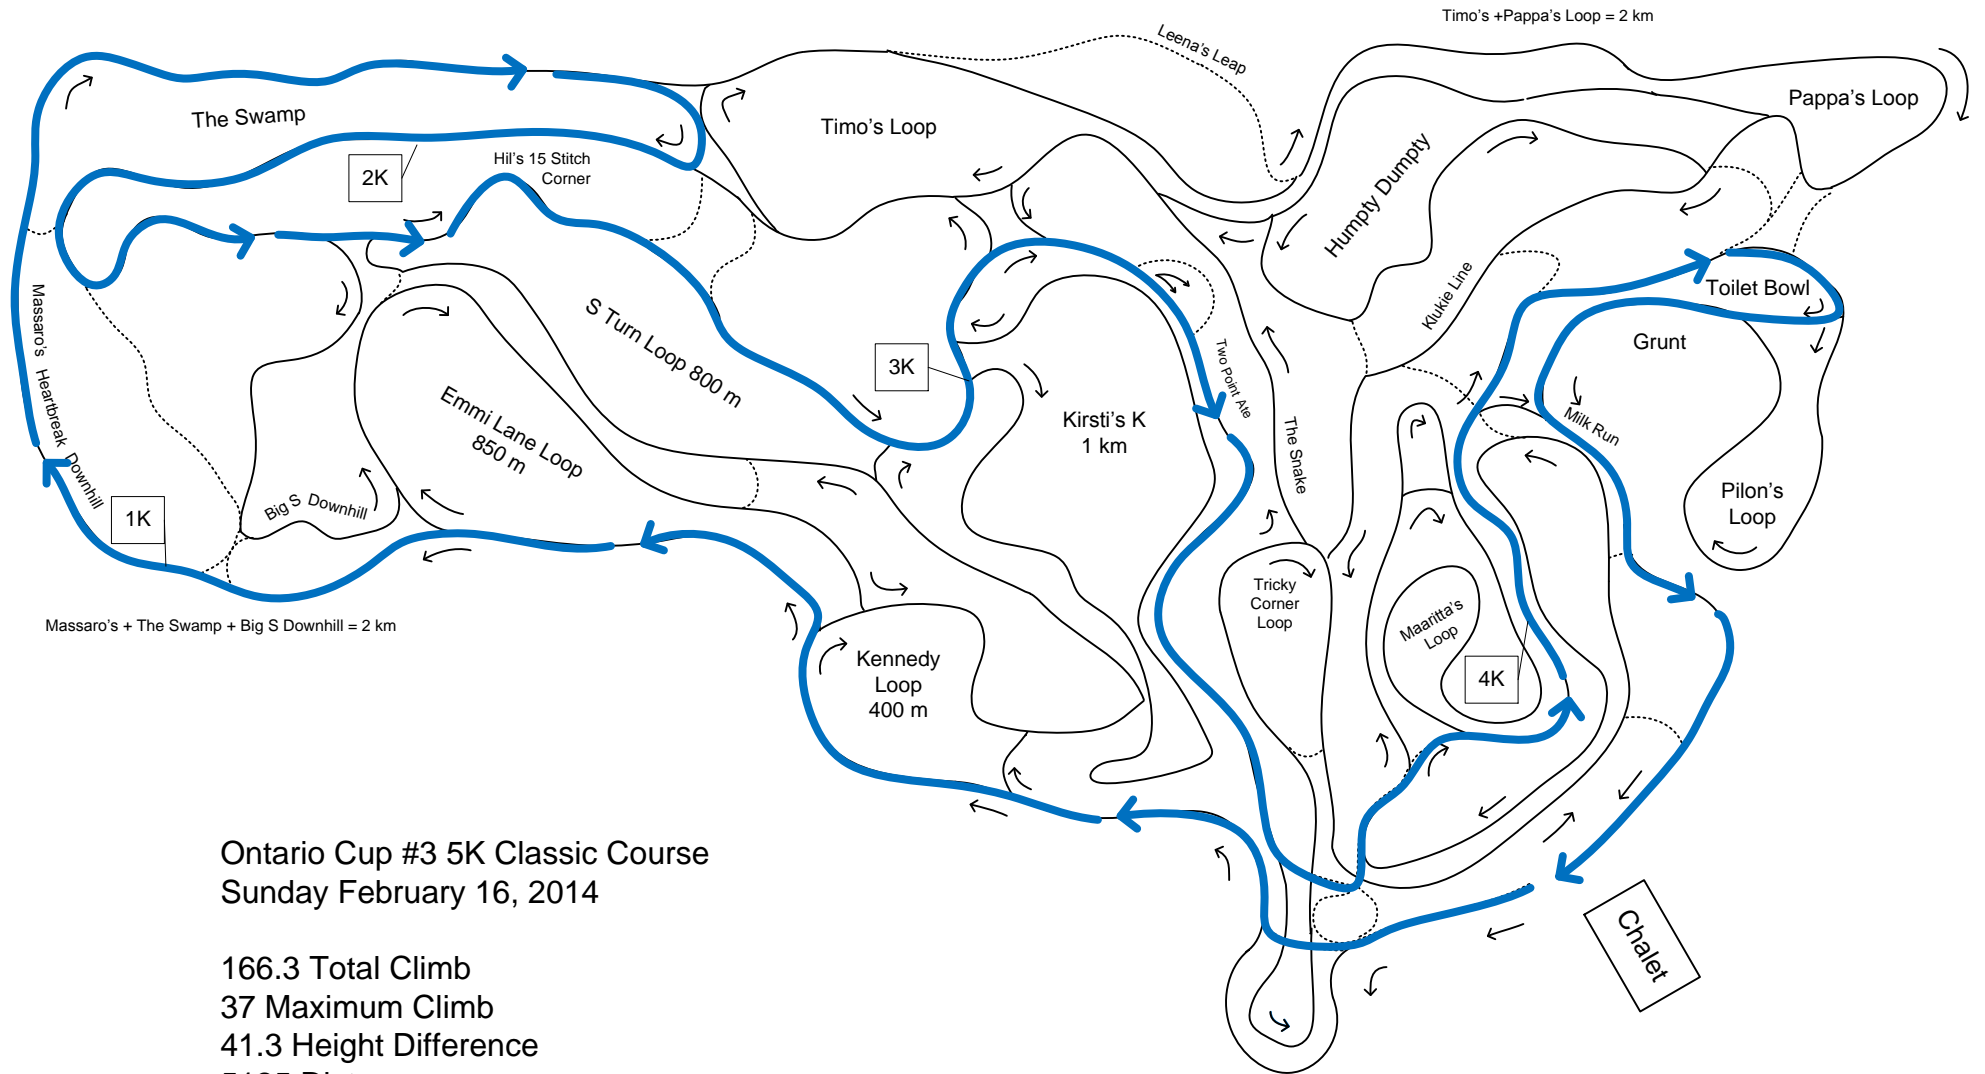 Timo's +Pappa's Loop = 2 km
Leena's Leap
Pappa's Loop
The Swamp
Timo's Loop
Hil's 15 Stitch
Corner
2K
Humpty Dumpty
Klukie Line
Toilet Bowl
Massaro's Heartbreak Downhill
S Turn Loop 800 m
3K
Two Point Ate
Grunt
Emmi Lane Loop
850 m
Kirsti's K
1 km
The Snake
Milk Run
Pilon's
Loop
1K
Big S Downhill
Tricky
Corner
Loop
Maaritta's
Loop
Massaro's + The Swamp + Big S Downhill = 2 km
Kennedy
Loop
400 m
4K
Chalet
Ontario Cup #3 5K Classic Course
Sunday February 16, 2014
166.3 Total Climb
37 Maximum Climb
41.3 Height Difference